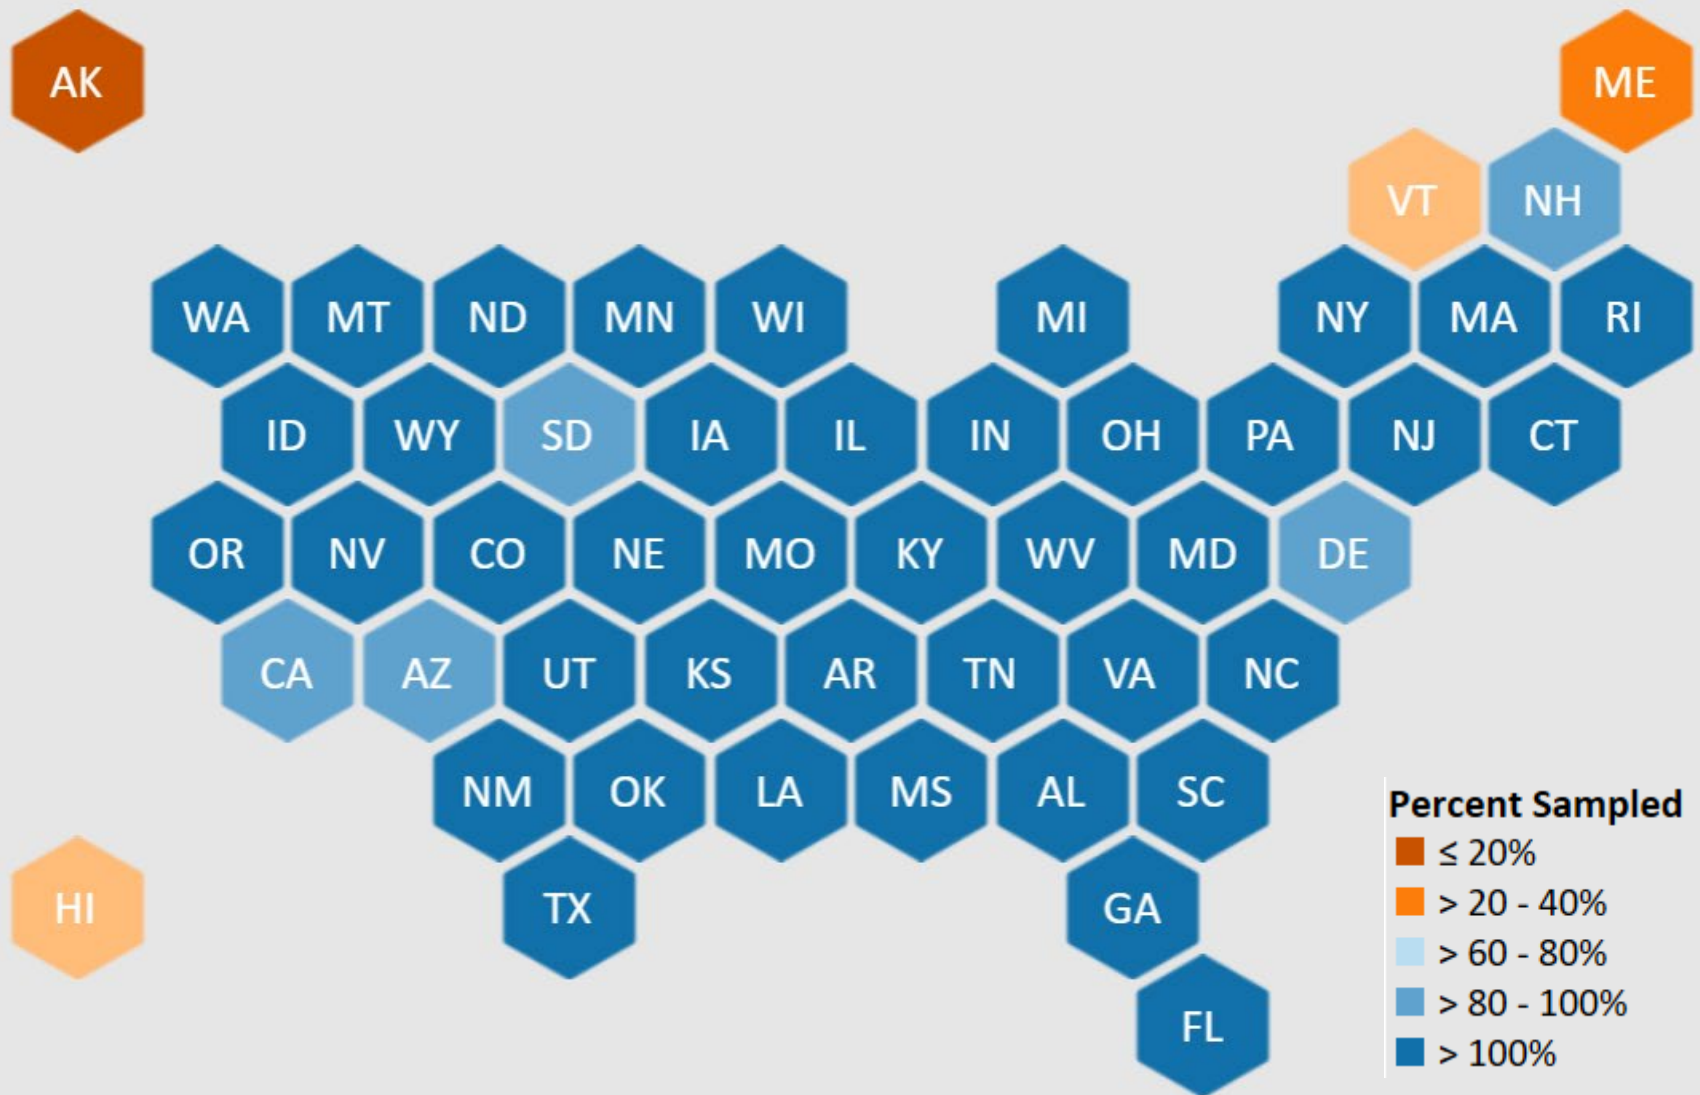 AK ME
VT NH
WA MT ND MN WI MI NY MA RI
ID WY SD IA IL IN OH PA NJ CT
OR NV CO NE MO KY WV MD DE
CA AZ UT KS AR TN VA NC
NM OK LA MS AL SC
HI TX GA
FL
Percent Sampled
≤ 20%
> 20 - 40%
> 60 - 80%
> 80 - 100%
> 100%